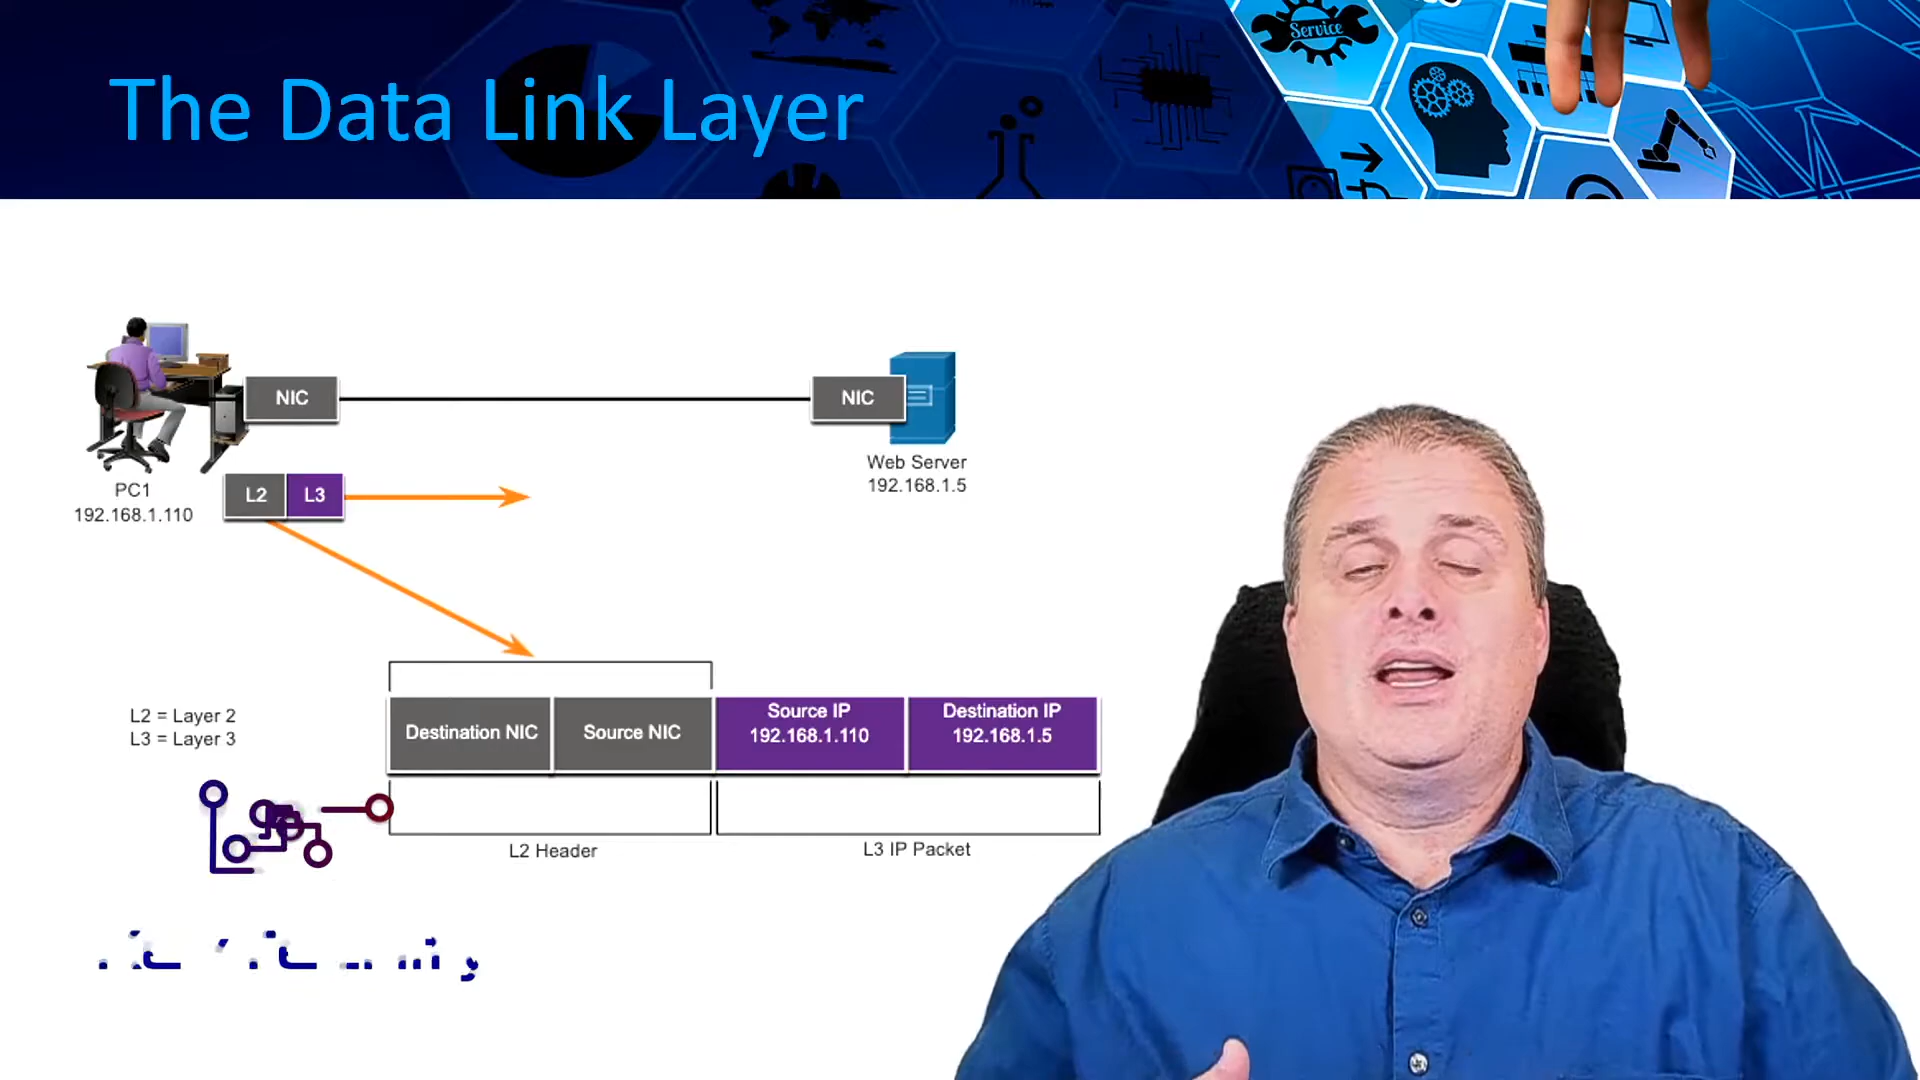 Service
The Data Link Layer
NIC
NIC
Web Server
192.168.1.5
PC1
192.168.1.110
L2
L3
L2 = Layer 2
L3 = Layer 3
Destination NIC
Source NIC
Source IP
192.168.1.110
Destination IP
192.168.1.5
L2 Header
L3 IP Packet